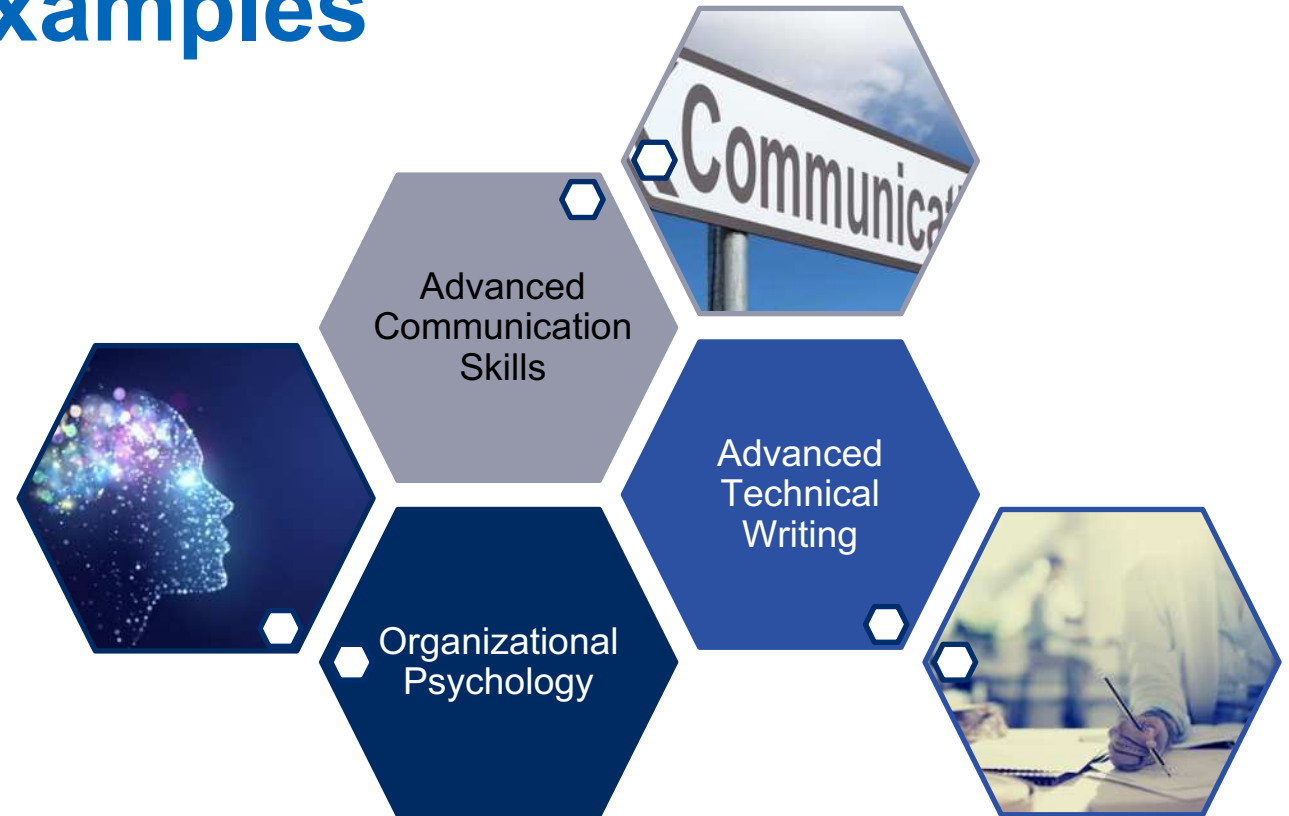 xamples
Communicat
Advanced
Communication
Skills
Advanced
Technical
Writing
Organizational
Psychology